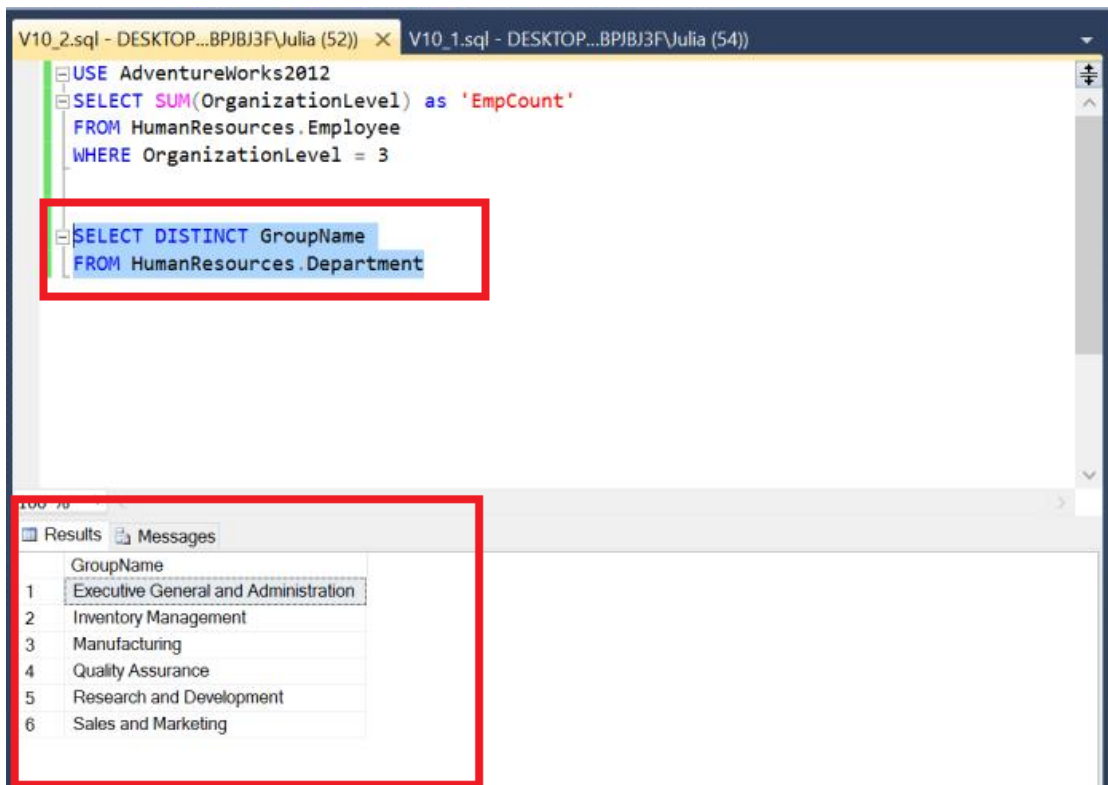 V10_2.sql - DESKTOP...BPJBJ3F\Julia (52)) × V10_1.sql - DESKTOP...BPJBJ3F\Julia (54))
USE AdventureWorks2012
SELECT SUM(OrganizationLevel) as 'EmpCount'
FROM HumanResources.Employee
WHERE OrganizationLevel = 3
SELECT DISTINCT GroupName
FROM HumanResources.Department
Results Messages
GroupName
1 Executive General and Administration
2 Inventory Management
3 Manufacturing
4 Quality Assurance
5 Research and Development
6 Sales and Marketing